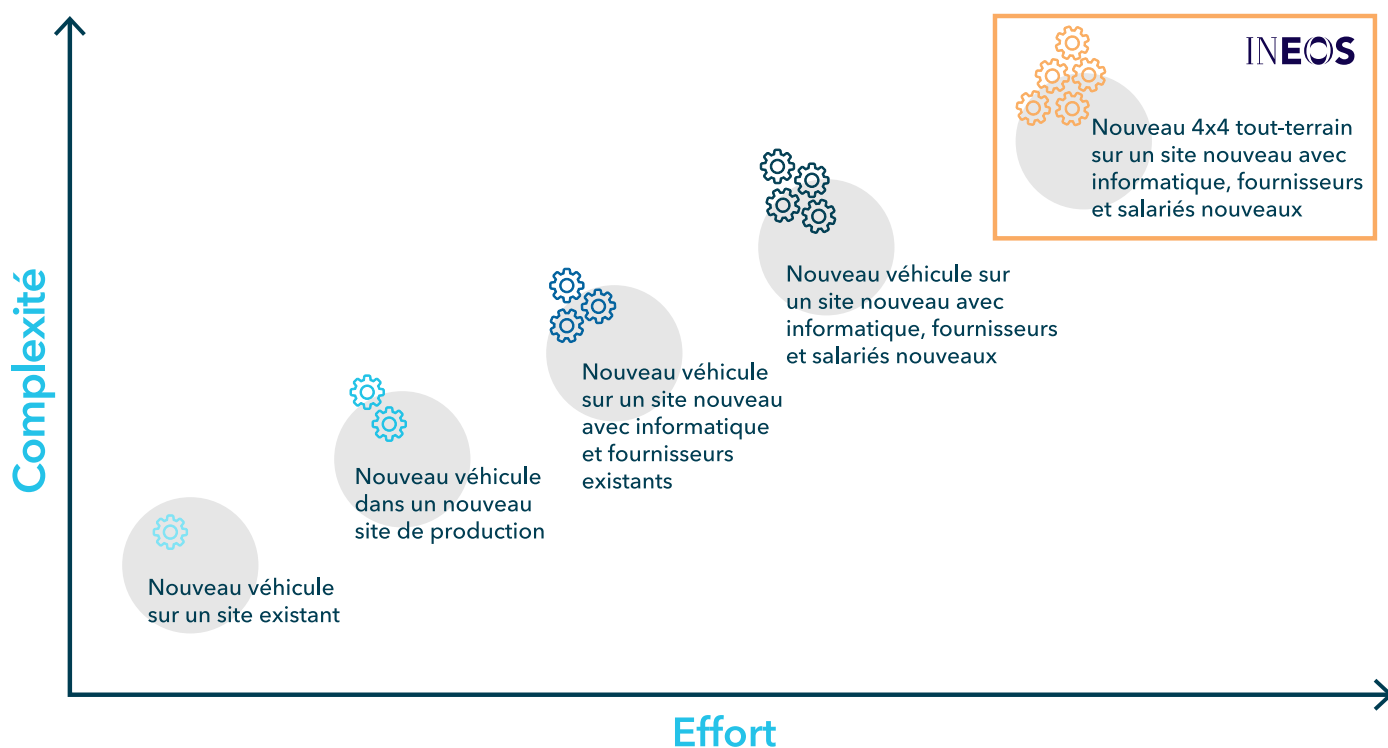 INEOS
Nouveau 4x4 tout-terrain
sur un site nouveau avec
informatique, fournisseurs
et salariés nouveaux
Nouveau véhicule sur
un site nouveau avec
informatique, fournisseurs
et salariés nouveaux
Nouveau véhicule
sur un site nouveau
avec informatique
et fournisseurs
existants
Nouveau véhicule
dans un nouveau
site de production
Nouveau véhicule
sur un site existant
Complexité
Effort